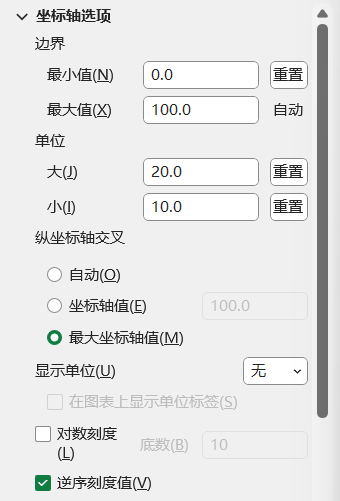 坐标轴选项
边界
最小值(N) 0.0 重置
最大值(X) 100.0 自动
单位
大(J) 20.0 重置
小(I) 10.0 重置
纵坐标轴交叉
自动(O)
坐标轴值(E) 100.0
最大坐标轴值(M)
显示单位(U) 无
在图表上显示单位标签(S)
对数刻度 底数(B) 10
(L)
逆序刻度值(V)